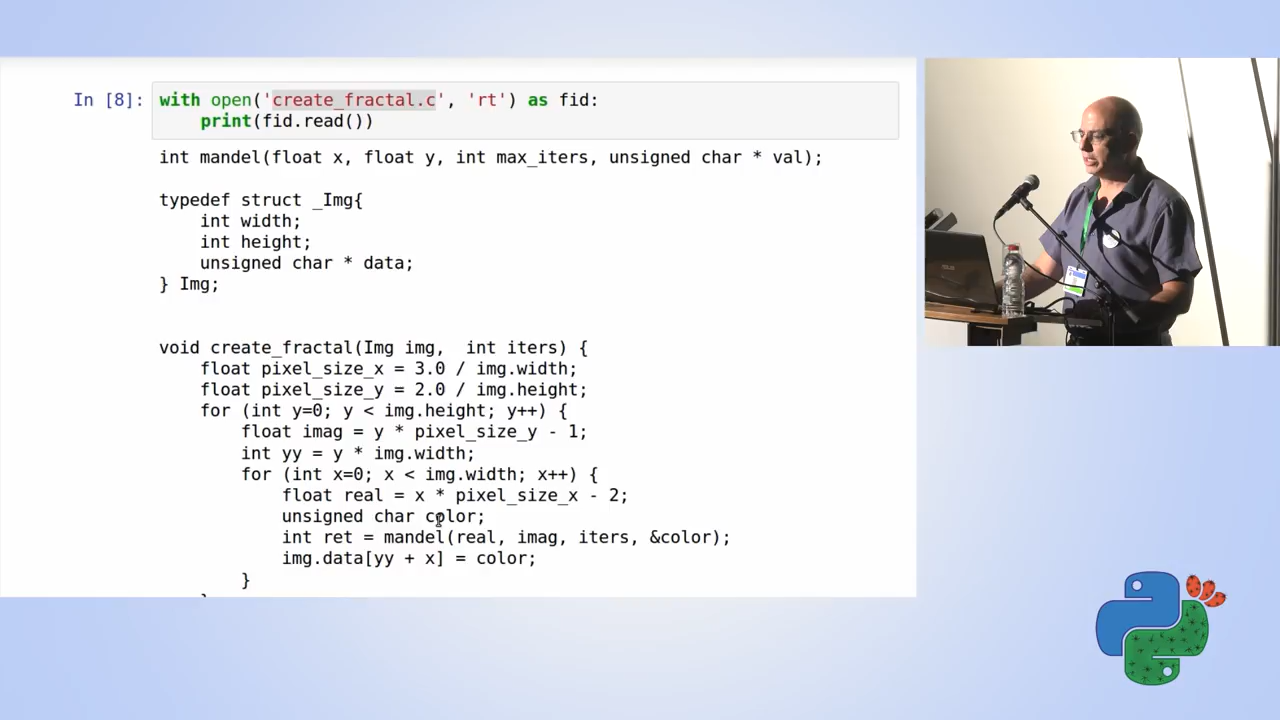 In [8]: with open('create_fractal.c', 'rt') as fid:
print(fid.read())
int mandel(float x, float y, int max_iters, unsigned char * val);
typedef struct _Img{
int width;
int height;
unsigned char * data;
} Img;
void create_fractal(Img img,  int iters) {
float pixel_size_x = 3.0 / img.width;
float pixel_size_y = 2.0 / img.height;
for (int y=0; y < img.height; y++) {
float imag = y * pixel_size_y - 1;
int yy = y * img.width;
for (int x=0; x < img.width; x++) {
float real = x * pixel_size_x - 2;
unsigned char color;
int ret = mandel(real, imag, iters, &color);
img.data[yy + x] = color;
}